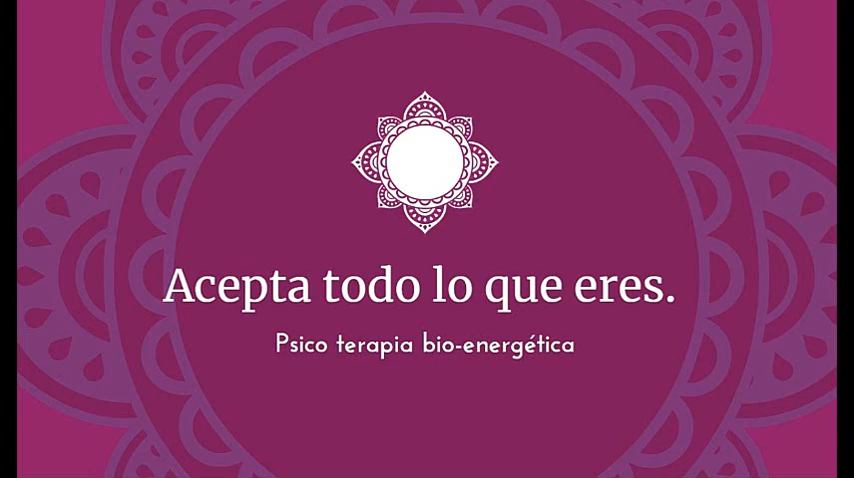 Acepta todo lo que eres.
Psico terapia bio-energética